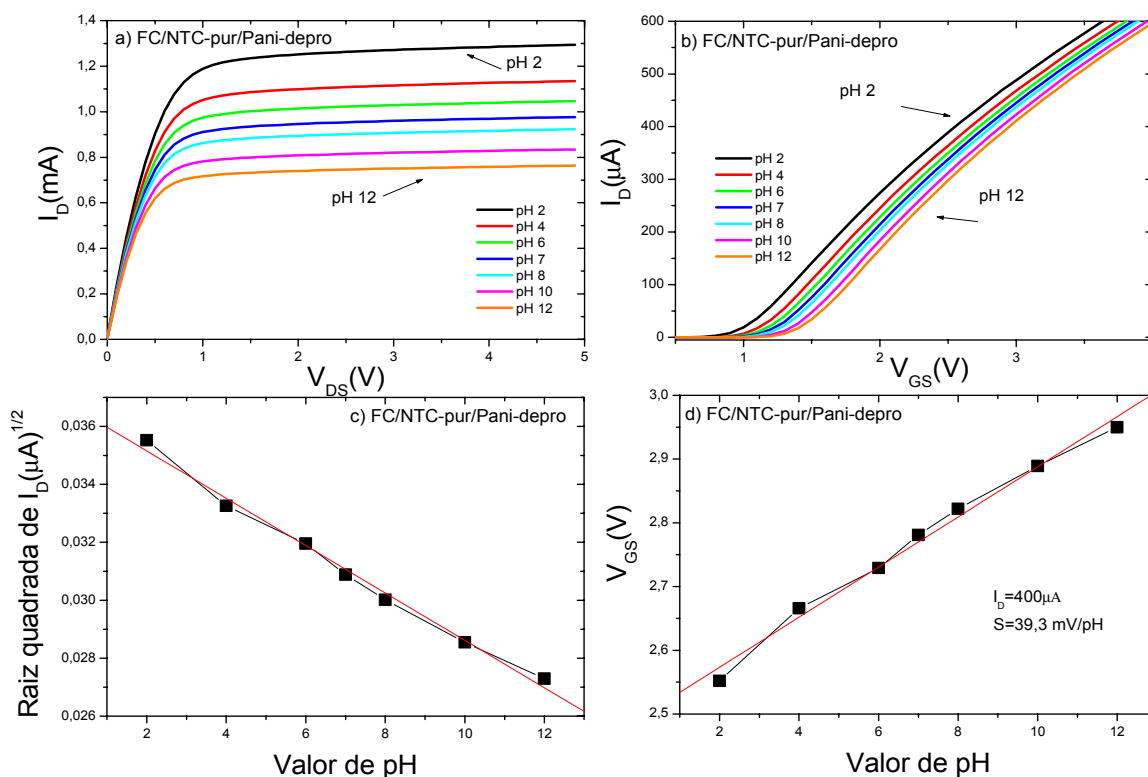 a) FC/NTC-pur/Pani-depro
1,4
1,2
1,0
0,8
0,6
0,4
0,2
0,0
I_D(mA)
pH 2
pH 12
pH 2
pH 4
pH 6
pH 7
pH 8
pH 10
pH 12
0 1 2 3 4 5
V_DS(V)
b) FC/NTC-pur/Pani-depro
600
500
400
300
200
100
0
I_D(µA)
pH 2
pH 12
pH 2
pH 4
pH 6
pH 7
pH 8
pH 10
pH 12
1 2 3
V_GS(V)
c) FC/NTC-pur/Pani-depro
0,036
0,034
0,032
0,030
0,028
0,026
Raiz quadrada de I_D(µA)^1/2
2 4 6 8 10 12
Valor de pH
d) FC/NTC-pur/Pani-depro
3,0
2,9
2,8
2,7
2,6
2,5
V_GS(V)
I_D=400µA
S=39,3 mV/pH
2 4 6 8 10 12
Valor de pH